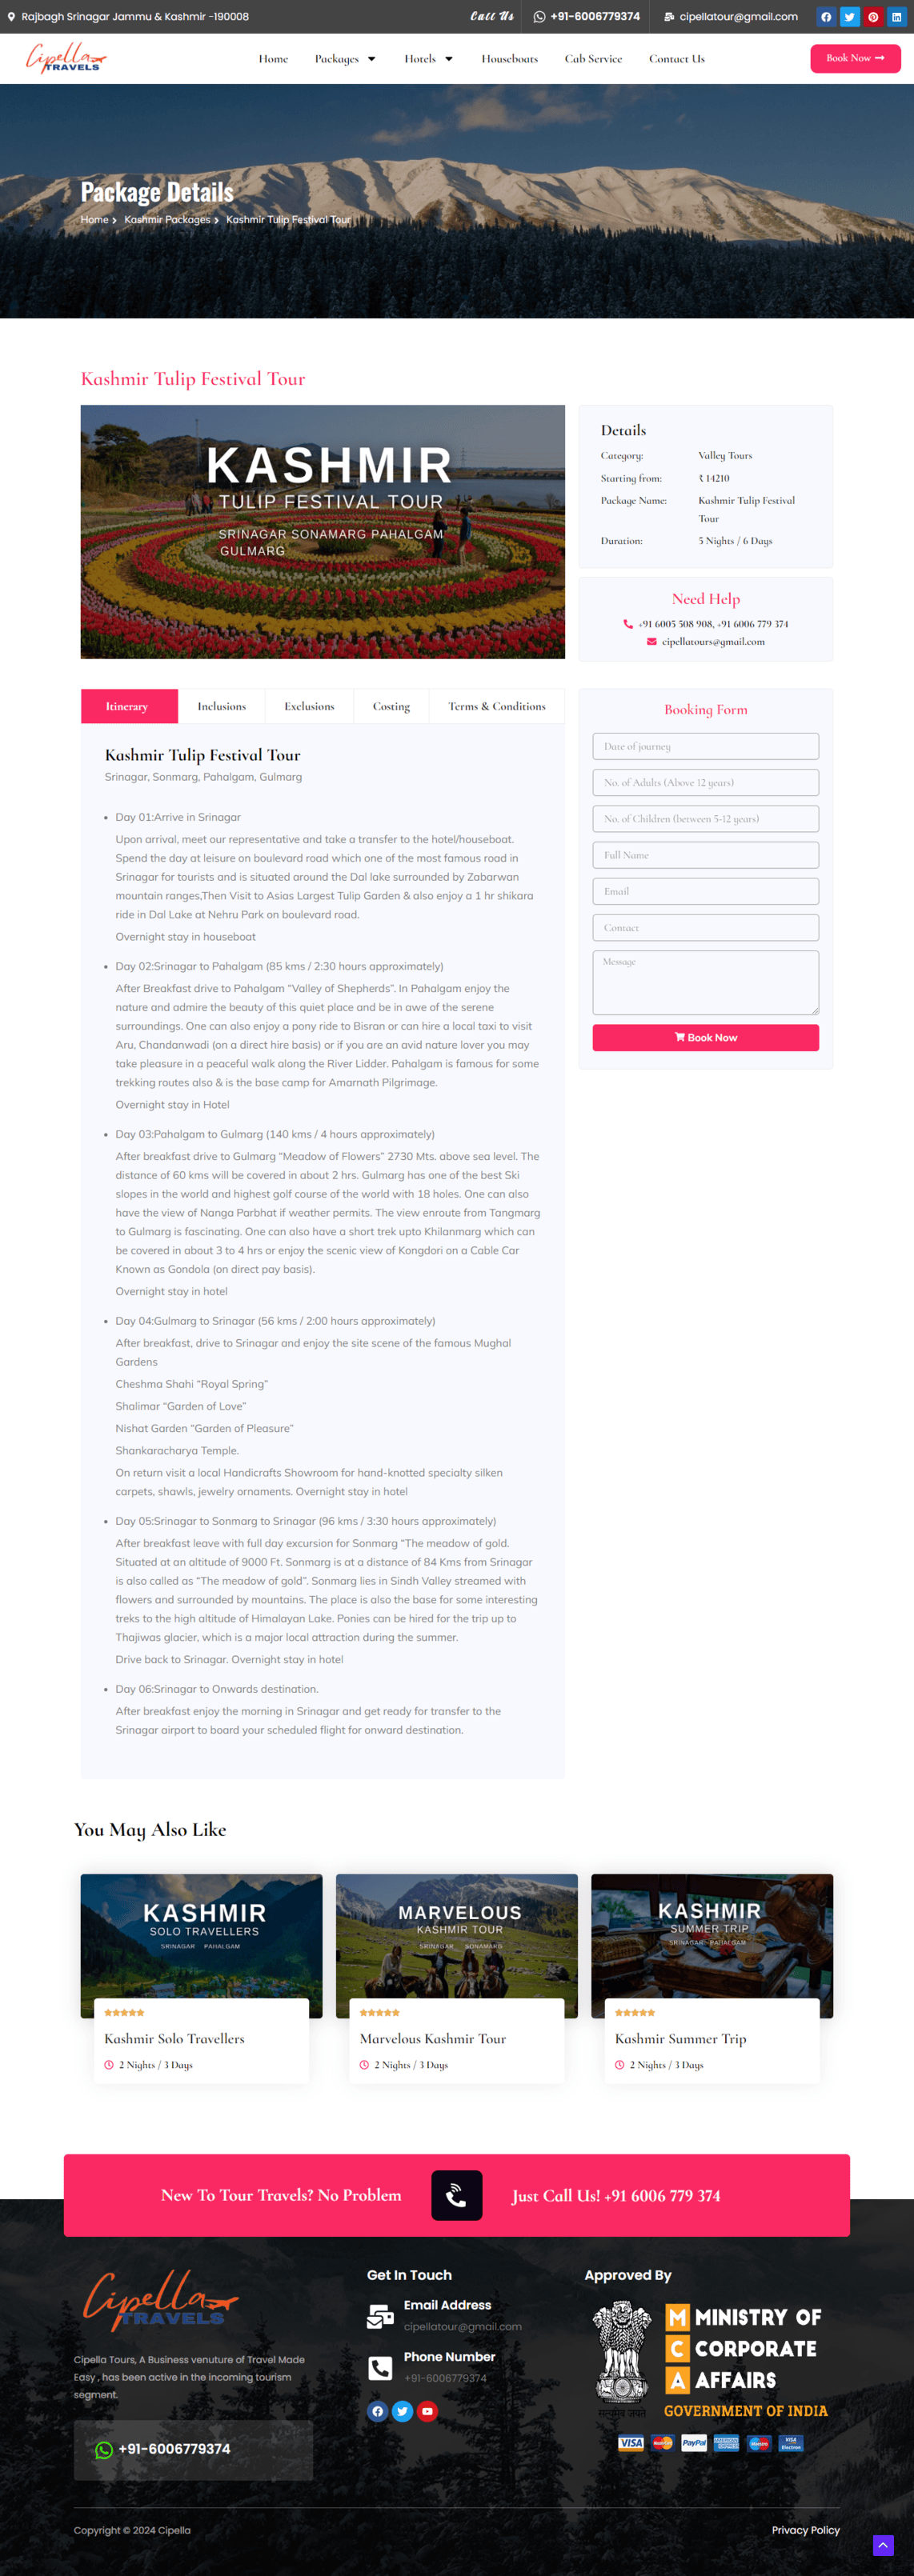 Rajbagh Srinagar Jammu & Kashmir -190008
Call Us
+91-6006779374
cipellatour@gmail.com
Cipella
TRAVELS
Home
Packages
Hotels
Houseboats
Cab Service
Contact Us
Book Now
Package Details
Home
Kashmir Packages
Kashmir Tulip Festival Tour
Kashmir Tulip Festival Tour
KASHMIR
TULIP FESTIVAL TOUR
SRINAGAR SONAMARG PAHALGAM
GULMARG
Details
Category: Valley Tours
Starting from: ₹ 14210
Package Name: Kashmir Tulip Festival
Tour
Duration: 5 Nights / 6 Days
Need Help
+91 6005 508 908, +91 6006 779 374
cipellatours@gmail.com
Itinerary
Inclusions
Exclusions
Costing
Terms & Conditions
Kashmir Tulip Festival Tour
Srinagar, Sonmarg, Pahalgam, Gulmarg
Day 01:Arrive in Srinagar
Upon arrival, meet our representative and take a transfer to the hotel/houseboat.
Spend the day at leisure on boulevard road which one of the most famous road in
Srinagar for tourists and is situated around the Dal lake surrounded by Zabarwan
mountain ranges,Then Visit to Asias Largest Tulip Garden & also enjoy a 1 hr shikara
ride in Dal Lake at Nehru Park on boulevard road.
Overnight stay in houseboat
Day 02:Srinagar to Pahalgam (85 kms / 2:30 hours approximately)
After Breakfast drive to Pahalgam “Valley of Shepherds”. In Pahalgam enjoy the
nature and admire the beauty of this quiet place and be in awe of the serene
surroundings. One can also enjoy a pony ride to Bisran or can hire a local taxi to visit
Aru, Chandanwadi (on a direct hire basis) or if you are an avid nature lover you may
take pleasure in a peaceful walk along the River Lidder. Pahalgam is famous for some
trekking routes also & is the base camp for Amarnath Pilgrimage.
Overnight stay in Hotel
Day 03:Pahalgam to Gulmarg (140 kms / 4 hours approximately)
After breakfast drive to Gulmarg “Meadow of Flowers” 2730 Mts. above sea level. The
distance of 60 kms will be covered in about 2 hrs. Gulmarg has one of the best Ski
slopes in the world and highest golf course of the world with 18 holes. One can also
have the view of Nanga Parbhat if weather permits. The view enroute from Tangmarg
to Gulmarg is fascinating. One can also have a short trek upto Khilanmarg which can
be covered in about 3 to 4 hrs or enjoy the scenic view of Kongdori on a Cable Car
Known as Gondola (on direct pay basis).
Overnight stay in hotel
Day 04:Gulmarg to Srinagar (56 kms / 2:00 hours approximately)
After breakfast, drive to Srinagar and enjoy the site scene of the famous Mughal
Gardens
Cheshma Shahi “Royal Spring”
Shalimar “Garden of Love”
Nishat Garden “Garden of Pleasure”
Shankaracharya Temple.
On return visit a local Handicrafts Showroom for hand-knotted specialty silken
carpets, shawls, jewelry ornaments. Overnight stay in hotel
Day 05:Srinagar to Sonmarg to Srinagar (96 kms / 3:30 hours approximately)
After breakfast leave with full day excursion for Sonmarg “The meadow of gold.
Situated at an altitude of 9000 Ft. Sonmarg is at a distance of 84 Kms from Srinagar
is also called as “The meadow of gold”. Sonmarg lies in Sindh Valley streamed with
flowers and surrounded by mountains. The place is also the base for some interesting
treks to the high altitude of Himalayan Lake. Ponies can be hired for the trip up to
Thajiwas glacier, which is a major local attraction during the summer.
Drive back to Srinagar. Overnight stay in hotel
Day 06:Srinagar to Onwards destination.
After breakfast enjoy the morning in Srinagar and get ready for transfer to the
Srinagar airport to board your scheduled flight for onward destination.
Booking Form
Date of journey
No. of Adults (Above 12 years)
No. of Children (between 5-12 years)
Full Name
Email
Contact
Message
Book Now
You May Also Like
KASHMIR
SOLO TRAVELLERS
SRINAGAR PAHALGAM
Kashmir Solo Travellers
2 Nights / 3 Days
MARVELOUS
KASHMIR TOUR
SRINAGAR SONAMARG
Marvelous Kashmir Tour
2 Nights / 3 Days
KASHMIR
SUMMER TRIP
SRINAGAR PAHALGAM
Kashmir Summer Trip
2 Nights / 3 Days
New To Tour Travels? No Problem
Just Call Us! +91 6006 779 374
Cipella
TRAVELS
Cipella Tours, A Business venuture of Travel Made
Easy , has been active in the incoming tourism
segment.
+91-6006779374
Get In Touch
Email Address
cipellatour@gmail.com
Phone Number
+91-6006779374
Approved By
सत्यमेव जयते
MINISTRY OF
CORPORATE
AFFAIRS
GOVERNMENT OF INDIA
VISA
MasterCard
PayPal
Maestro
VISA
Electron
Copyright © 2024 Cipella
Privacy Policy